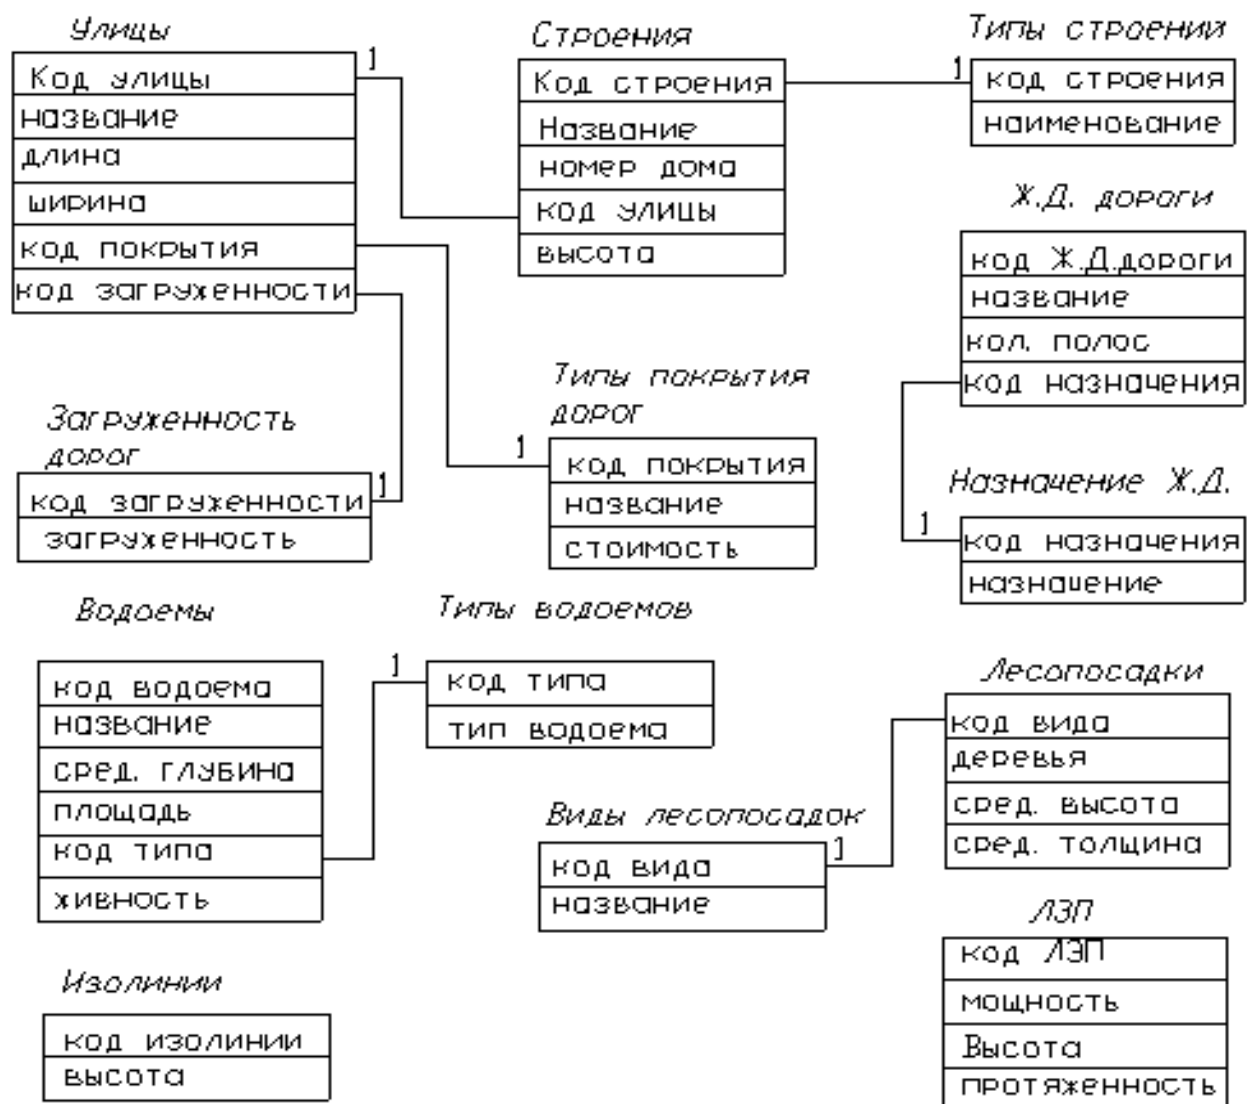 Улицы
1
Код улицы
название
длина
ширина
код покрытия
код загруженности
Строения
Код строения
Название
номер дома
код улицы
высота
Типы строений
1
код строения
наименование
Ж.Д. дороги
код Ж.Д.дороги
название
кол. полос
код назначения
Загруженность
дорог
1
код загруженности
загруженность
Типы покрытия
дорог
1
код покрытия
название
стоимость
Назначение Ж.Д.
1
код назначения
назначение
Водоемы
код водоема
название
сред. глубина
площадь
код типа
живность
Типы водоемов
1
код типа
тип водоема
Виды лесопосадок
1
код вида
название
Лесопосадки
код вида
деревья
сред. высота
сред. толщина
Изолинии
код изолинии
высота
ЛЭП
код ЛЭП
мощность
Высота
протяженность